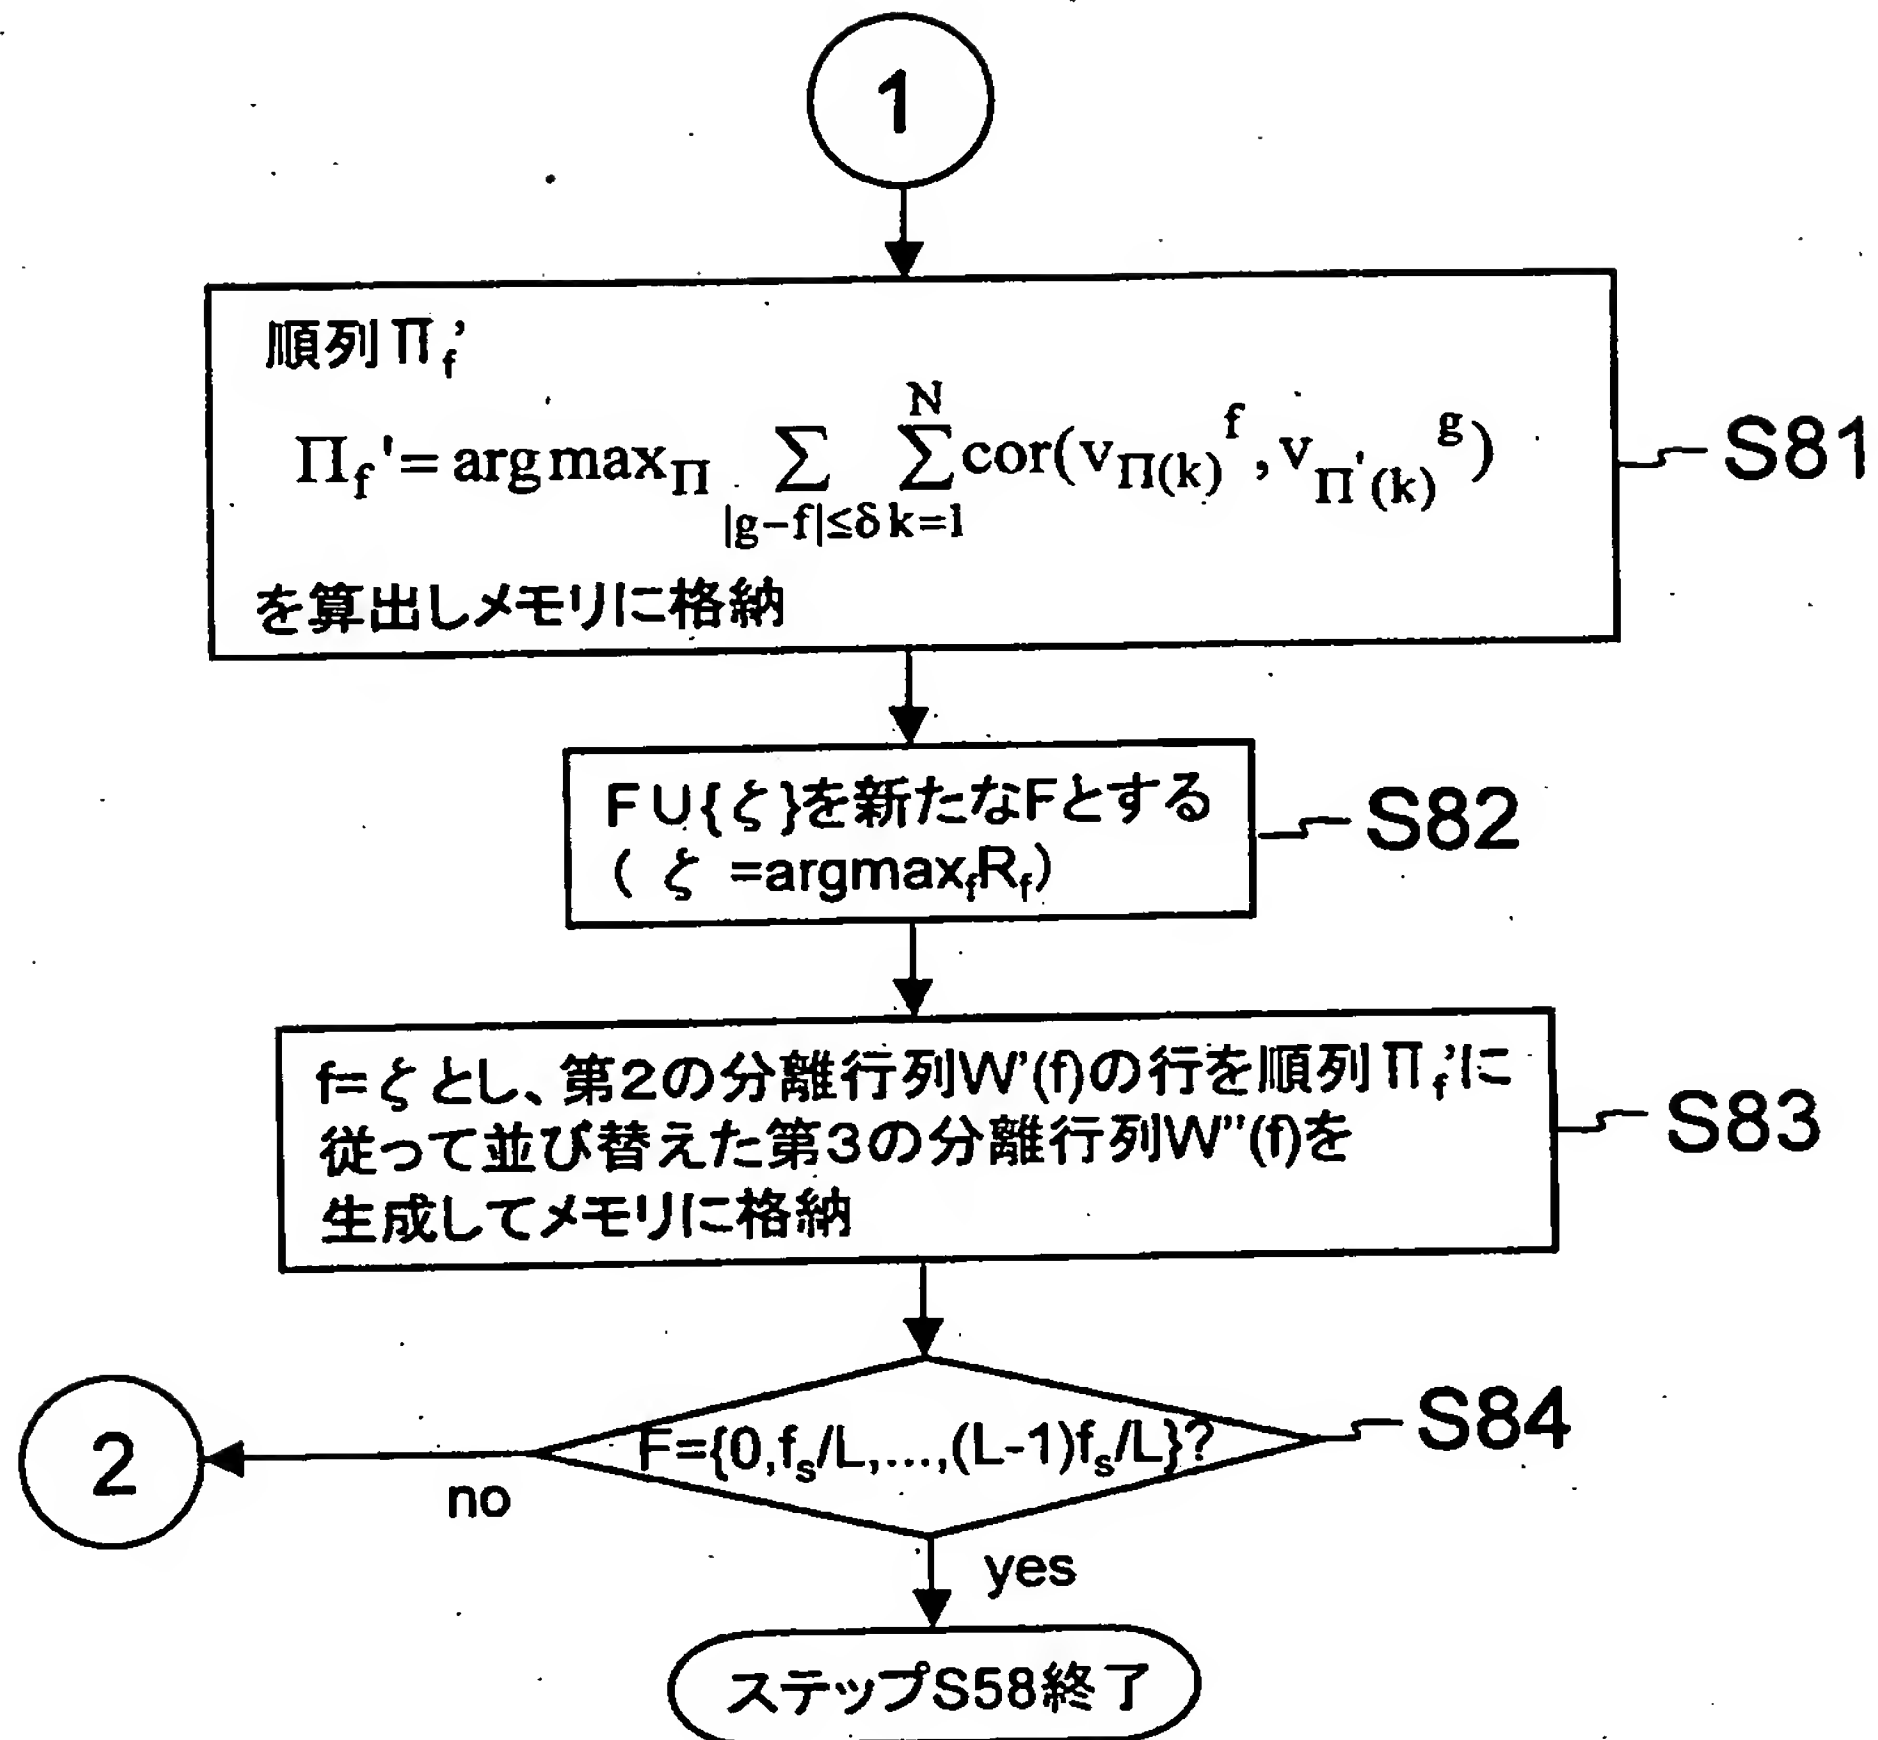 1
順列Π_f'
Π_f'=arg max_Π Σ_{|g−f|≤δ} Σ_{k=1}^{N} cor(v_{Π(k)}^f, v_{Π'(k)}^g)
S81
を算出しメモリに格納
F∪{ζ}を新たなFとする
(ζ=argmax_fR_f)
S82
f=ζとし、第2の分離行列W'(f)の行を順列Π_f'に
従って並び替えた第3の分離行列W''(f)を
生成してメモリに格納
S83
F={0,f_s/L,...,(L-1)f_s/L}?
S84
2
no
yes
ステップS58終了